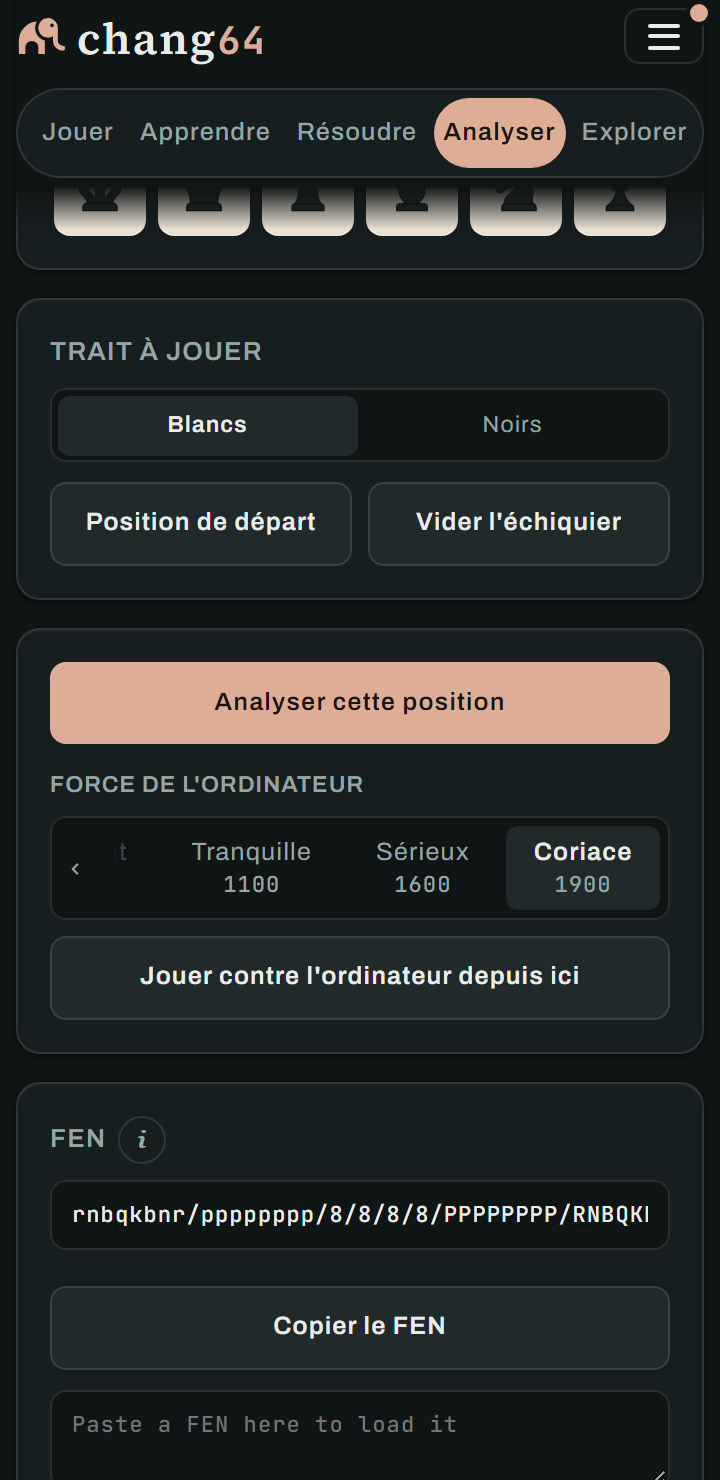 chang64
Jouer Apprendre Résoudre Analyser Explorer
TRAIT À JOUER
Blancs Noirs
Position de départ Vider l'échiquier
Analyser cette position
FORCE DE L'ORDINATEUR
‹ t Tranquille Sérieux Coriace
1100 1600 1900
Jouer contre l'ordinateur depuis ici
FEN i
rnbqkbnr/pppppppp/8/8/8/8/PPPPPPPP/RNBQK
Copier le FEN
Paste a FEN here to load it